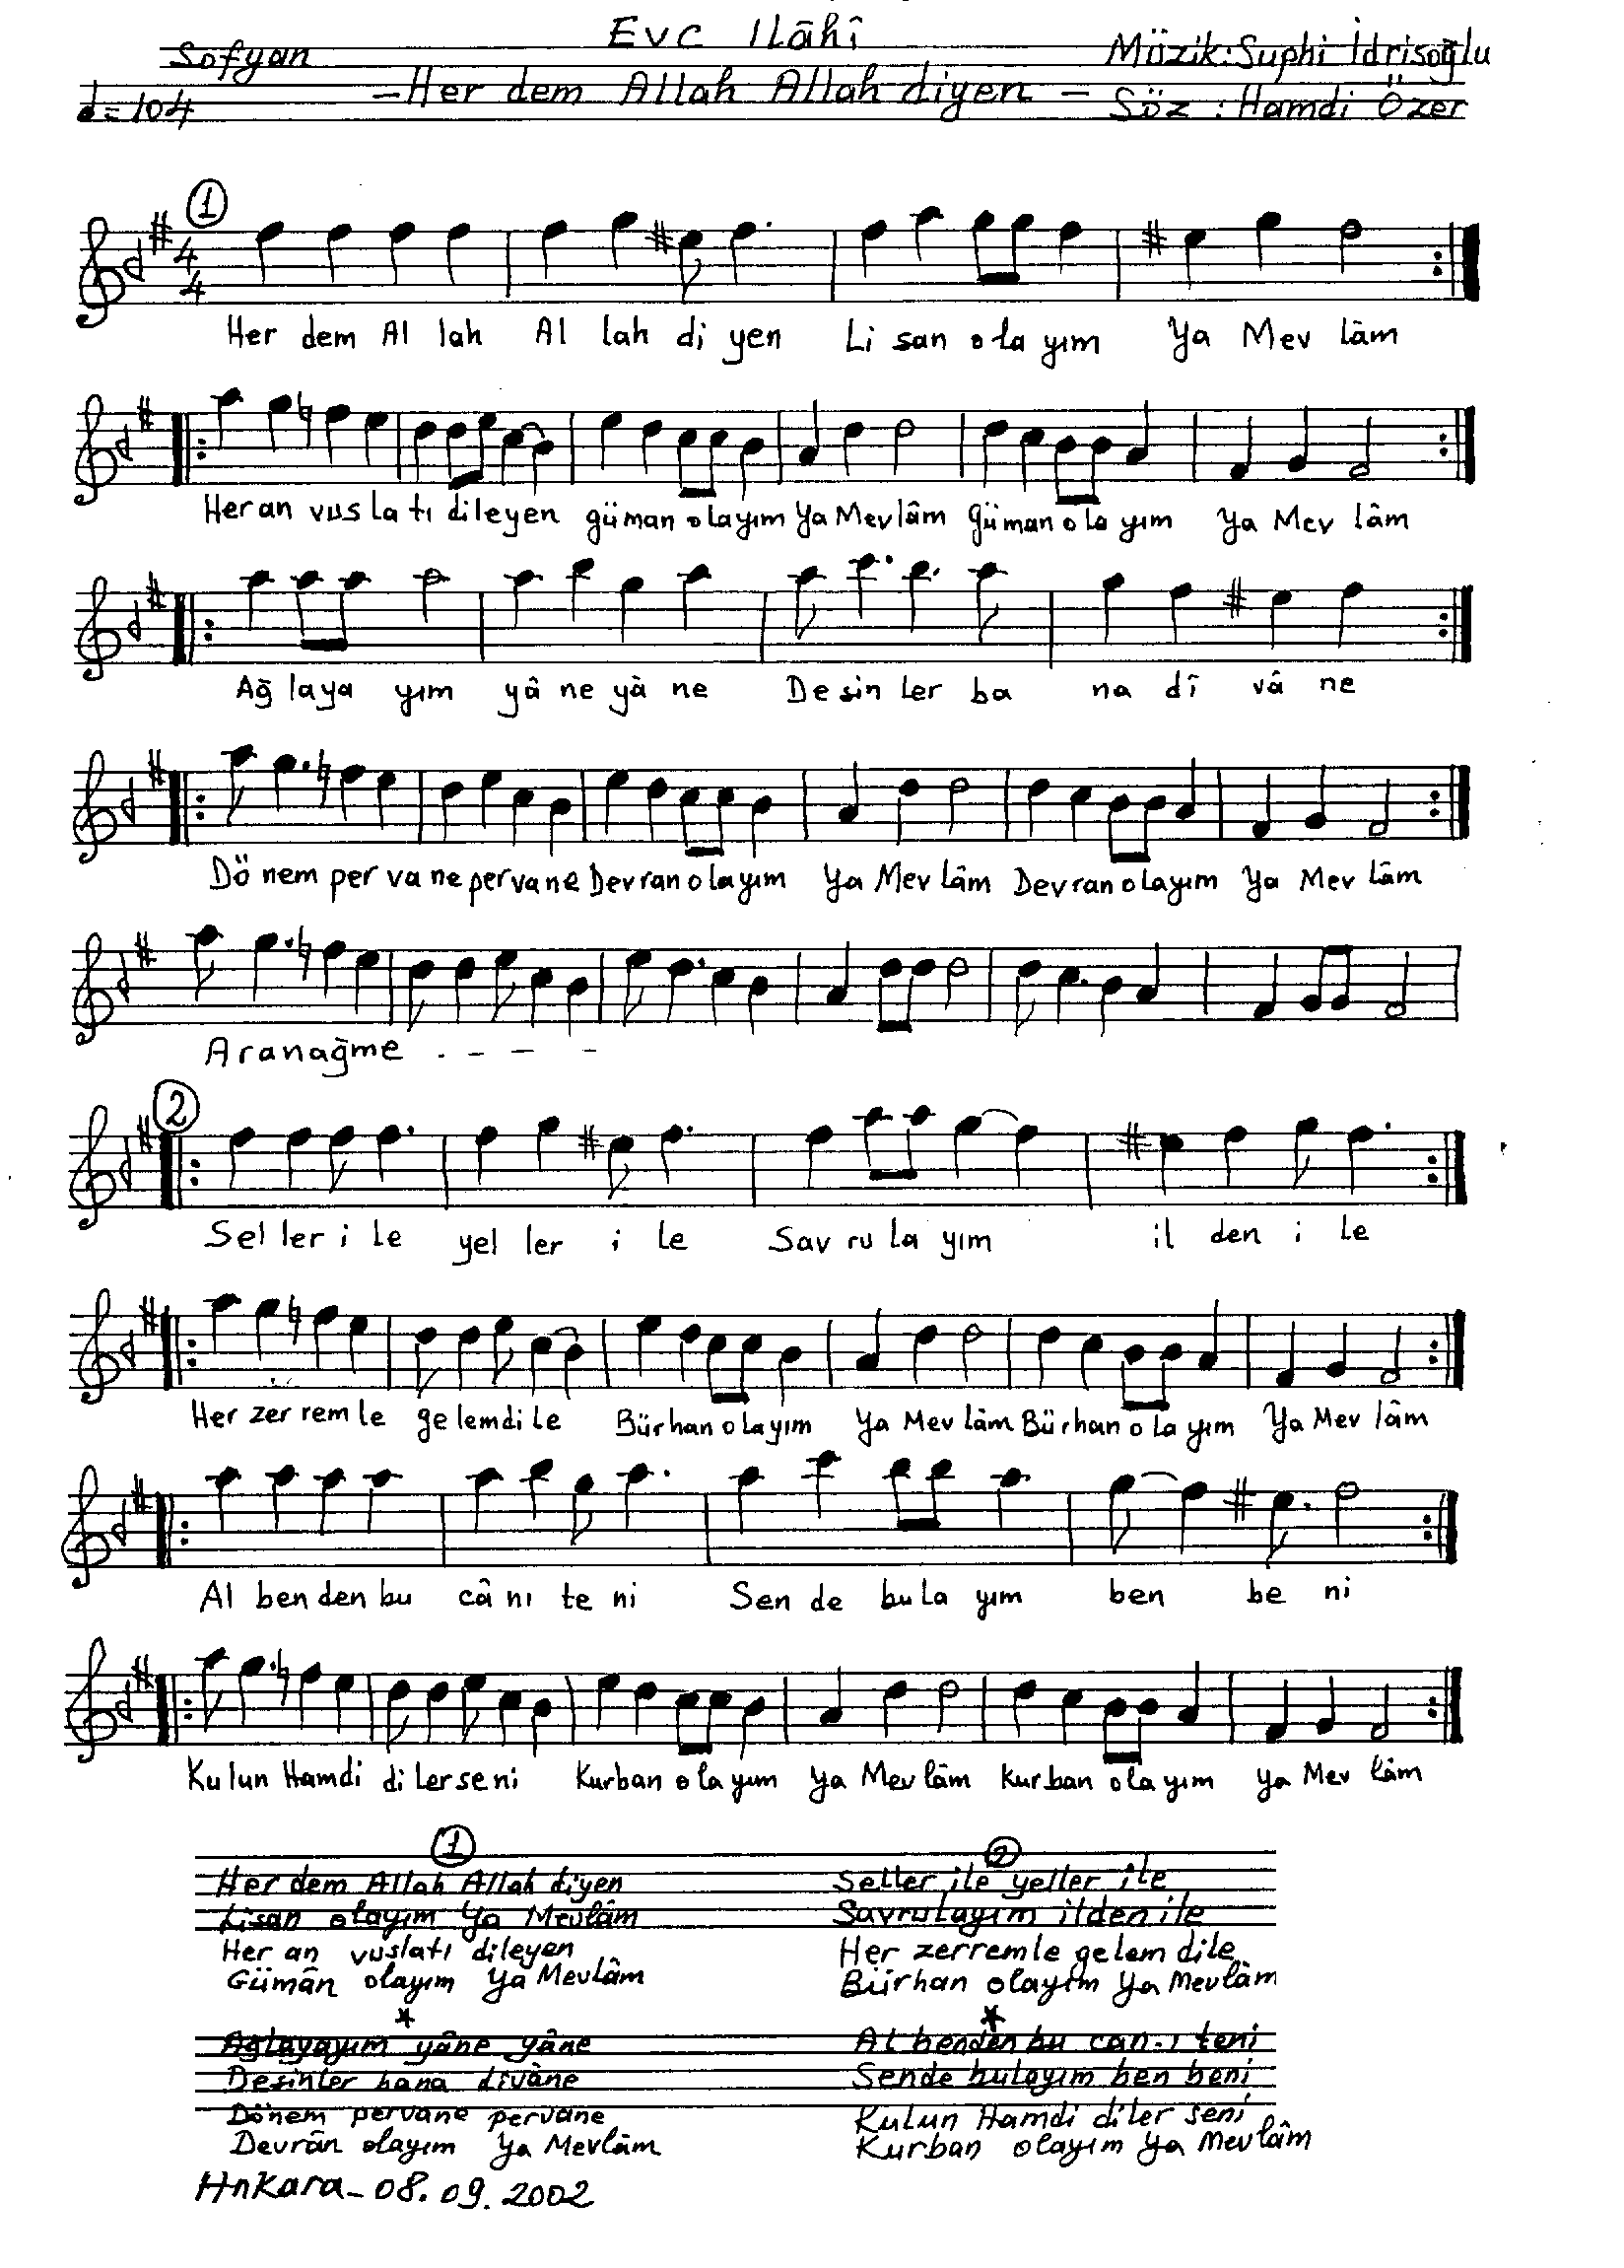 Evc Ilâhî
Sofyan
Müzik: Suphi İdrisoğlu
- Her dem Allah Allah diyen -
= 104
Söz : Hamdi Özer
1
4
4
Her dem Al lah Al lah di yen Li san o la yım Ya Mev lâm
Her an vus la tı di le yen gü man o la yım Ya Mev lâm Gü man o la yım Ya Mev lâm
Ağ la ya yım yâ ne yâ ne De sin ler ba na dî vâ ne
Dö nem per va ne per va ne Dev ran o la yım Ya Mev lâm Dev ran o la yım Ya Mev lâm
Aranağme . - - -
2
Sel ler i le yel ler i le Sav ru la yım il den i le
Her zer rem le ge lem di le Bür han o la yım Ya Mev lâm Bür han o la yım Ya Mev lâm
Al ben den bu câ nı te ni Sen de bu la yım ben be ni
Ku lun Hamdi di ler se ni Kur ban o la yım Ya Mev lâm Kur ban o la yım Ya Mev lâm
1
Her dem Allah Allah diyen
Lisan olayım Ya Mevlâm
Her an vuslatı dileyen
Gümân olayım Ya Mevlâm
*
Ağlayayım yâne yâne
Desinler bana divâne
Dönem pervane pervane
Devrân olayım Ya Mevlâm
2
Seller ile yeller ile
Savrulayım ilden ile
Her zerremle gelem dile
Bürhan olayım Ya Mevlâm
*
Al benden bu can-ı teni
Sende bulayım ben beni
Kulun Hamdi diler seni
Kurban olayım Ya Mevlâm
Ankara - 08.09.2002